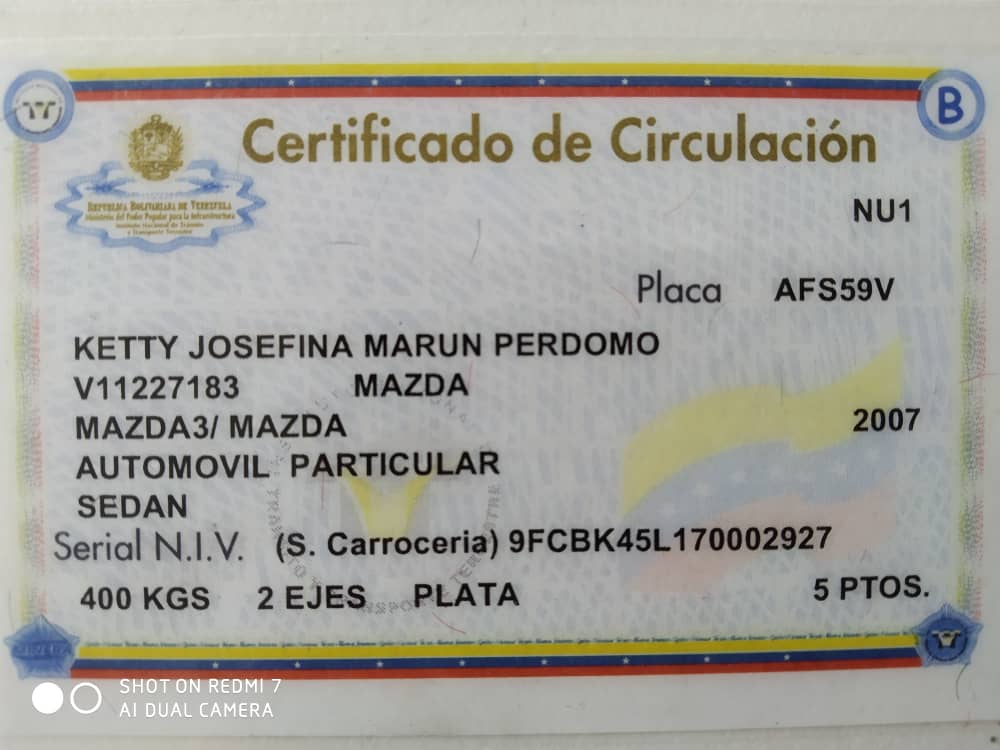 B
Certificado de Circulación
REPUBLICA BOLIVARIANA DE VENEZUELA
Ministerio del Poder Popular para la Infraestructura
Instituto Nacional de Tránsito
y Transporte Terrestre
NU1
Placa AFS59V
KETTY JOSEFINA MARUN PERDOMO
V11227183 MAZDA
MAZDA3/ MAZDA 2007
AUTOMOVIL PARTICULAR
SEDAN
Serial N.I.V. (S. Carroceria) 9FCBK45L170002927
400 KGS 2 EJES PLATA 5 PTOS.
SHOT ON REDMI 7
AI DUAL CAMERA